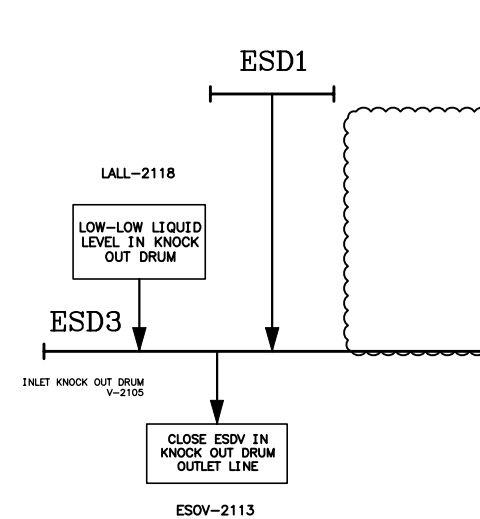 ESD1
LALL-2118
LOW-LOW LIQUID
LEVEL IN KNOCK
OUT DRUM
ESD3
INLET KNOCK OUT DRUM
V-2105
CLOSE ESDV IN
KNOCK OUT DRUM
OUTLET LINE
ESOV-2113